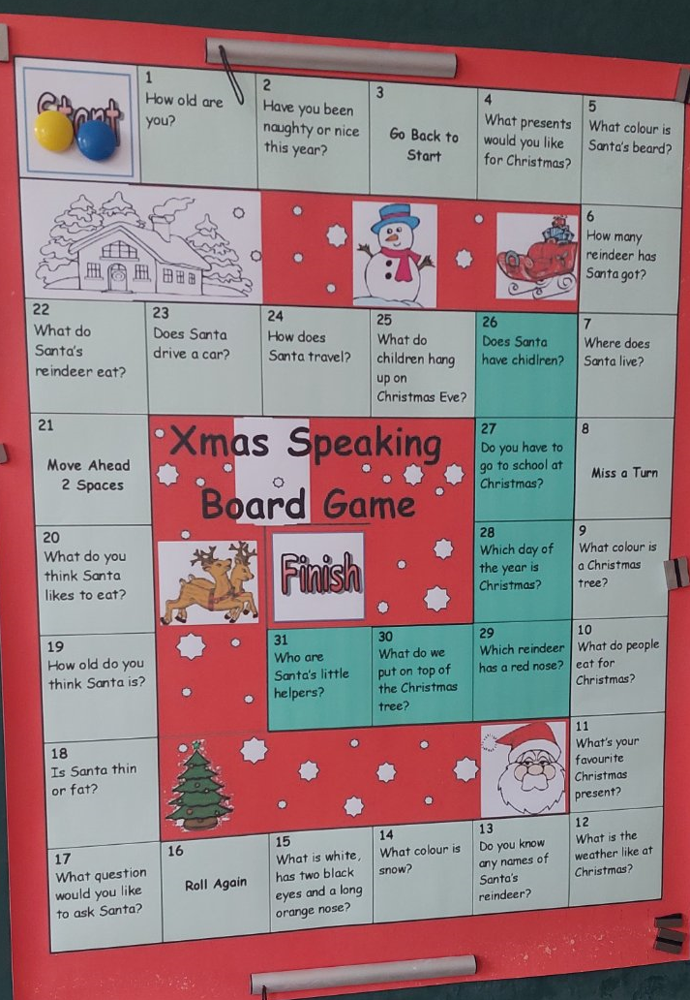 Start
1
How old are
you?
2
Have you been
naughty or nice
this year?
3
Go Back to
Start
4
What presents
would you like
for Christmas?
5
What colour is
Santa's beard?
6
How many
reindeer has
Santa got?
7
Where does
Santa live?
8
Miss a Turn
9
What colour is
a Christmas
tree?
10
What do people
eat for
Christmas?
11
What's your
favourite
Christmas
present?
12
What is the
weather like at
Christmas?
13
Do you know
any names of
Santa's
reindeer?
14
What colour is
snow?
15
What is white,
has two black
eyes and a long
orange nose?
16
Roll Again
17
What question
would you like
to ask Santa?
18
Is Santa thin
or fat?
19
How old do you
think Santa is?
20
What do you
think Santa
likes to eat?
21
Move Ahead
2 Spaces
22
What do
Santa's
reindeer eat?
23
Does Santa
drive a car?
24
How does
Santa travel?
25
What do
children hang
up on
Christmas Eve?
26
Does Santa
have chidlren?
27
Do you have to
go to school at
Christmas?
28
Which day of
the year is
Christmas?
29
Which reindeer
has a red nose?
30
What do we
put on top of
the Christmas
tree?
31
Who are
Santa's little
helpers?
Finish
Xmas Speaking
Board Game